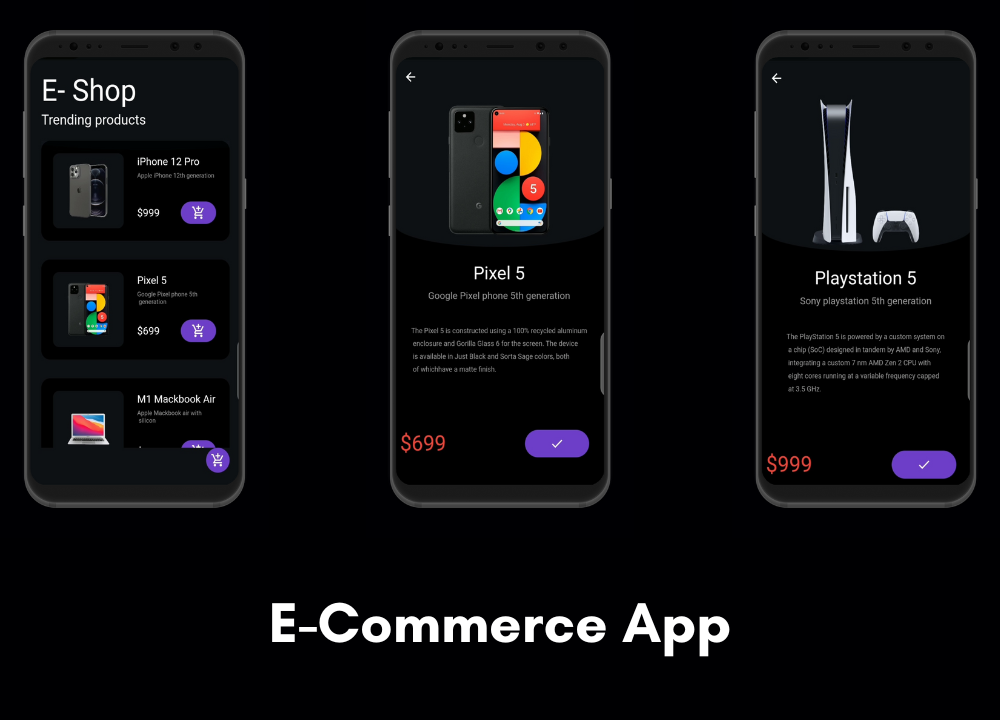 E- Shop
Trending products
iPhone 12 Pro
Apple iPhone 12th generation
$999
Pixel 5
Google Pixel phone 5th
generation
$699
M1 Mackbook Air
Apple Mackbook air with
silicon
5
Pixel 5
Google Pixel phone 5th generation
The Pixel 5 is constructed using a 100% recycled aluminum
enclosure and Gorilla Glass 6 for the screen. The device
is available in Just Black and Sorta Sage colors, both
of whichhave a matte finish.
$699
Playstation 5
Sony playstation 5th generation
The PlayStation 5 is powered by a custom system on
a chip (SoC) designed in tandem by AMD and Sony,
integrating a custom 7 nm AMD Zen 2 CPU with
eight cores running at a variable frequency capped
at 3.5 GHz.
$999
E-Commerce App